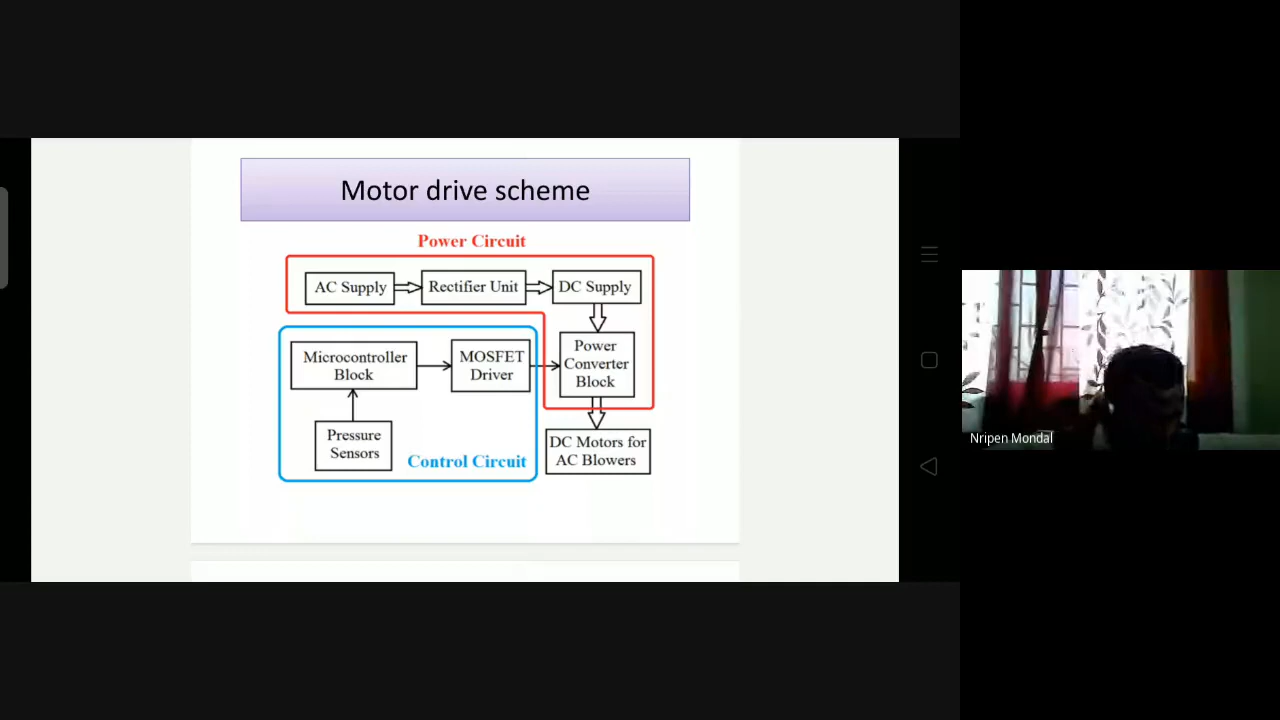 Motor drive scheme
Power Circuit
AC Supply
Rectifier Unit
DC Supply
Microcontroller
Block
MOSFET
Driver
Power
Converter
Block
Pressure
Sensors
Control Circuit
DC Motors for
AC Blowers
Nripen Mondal